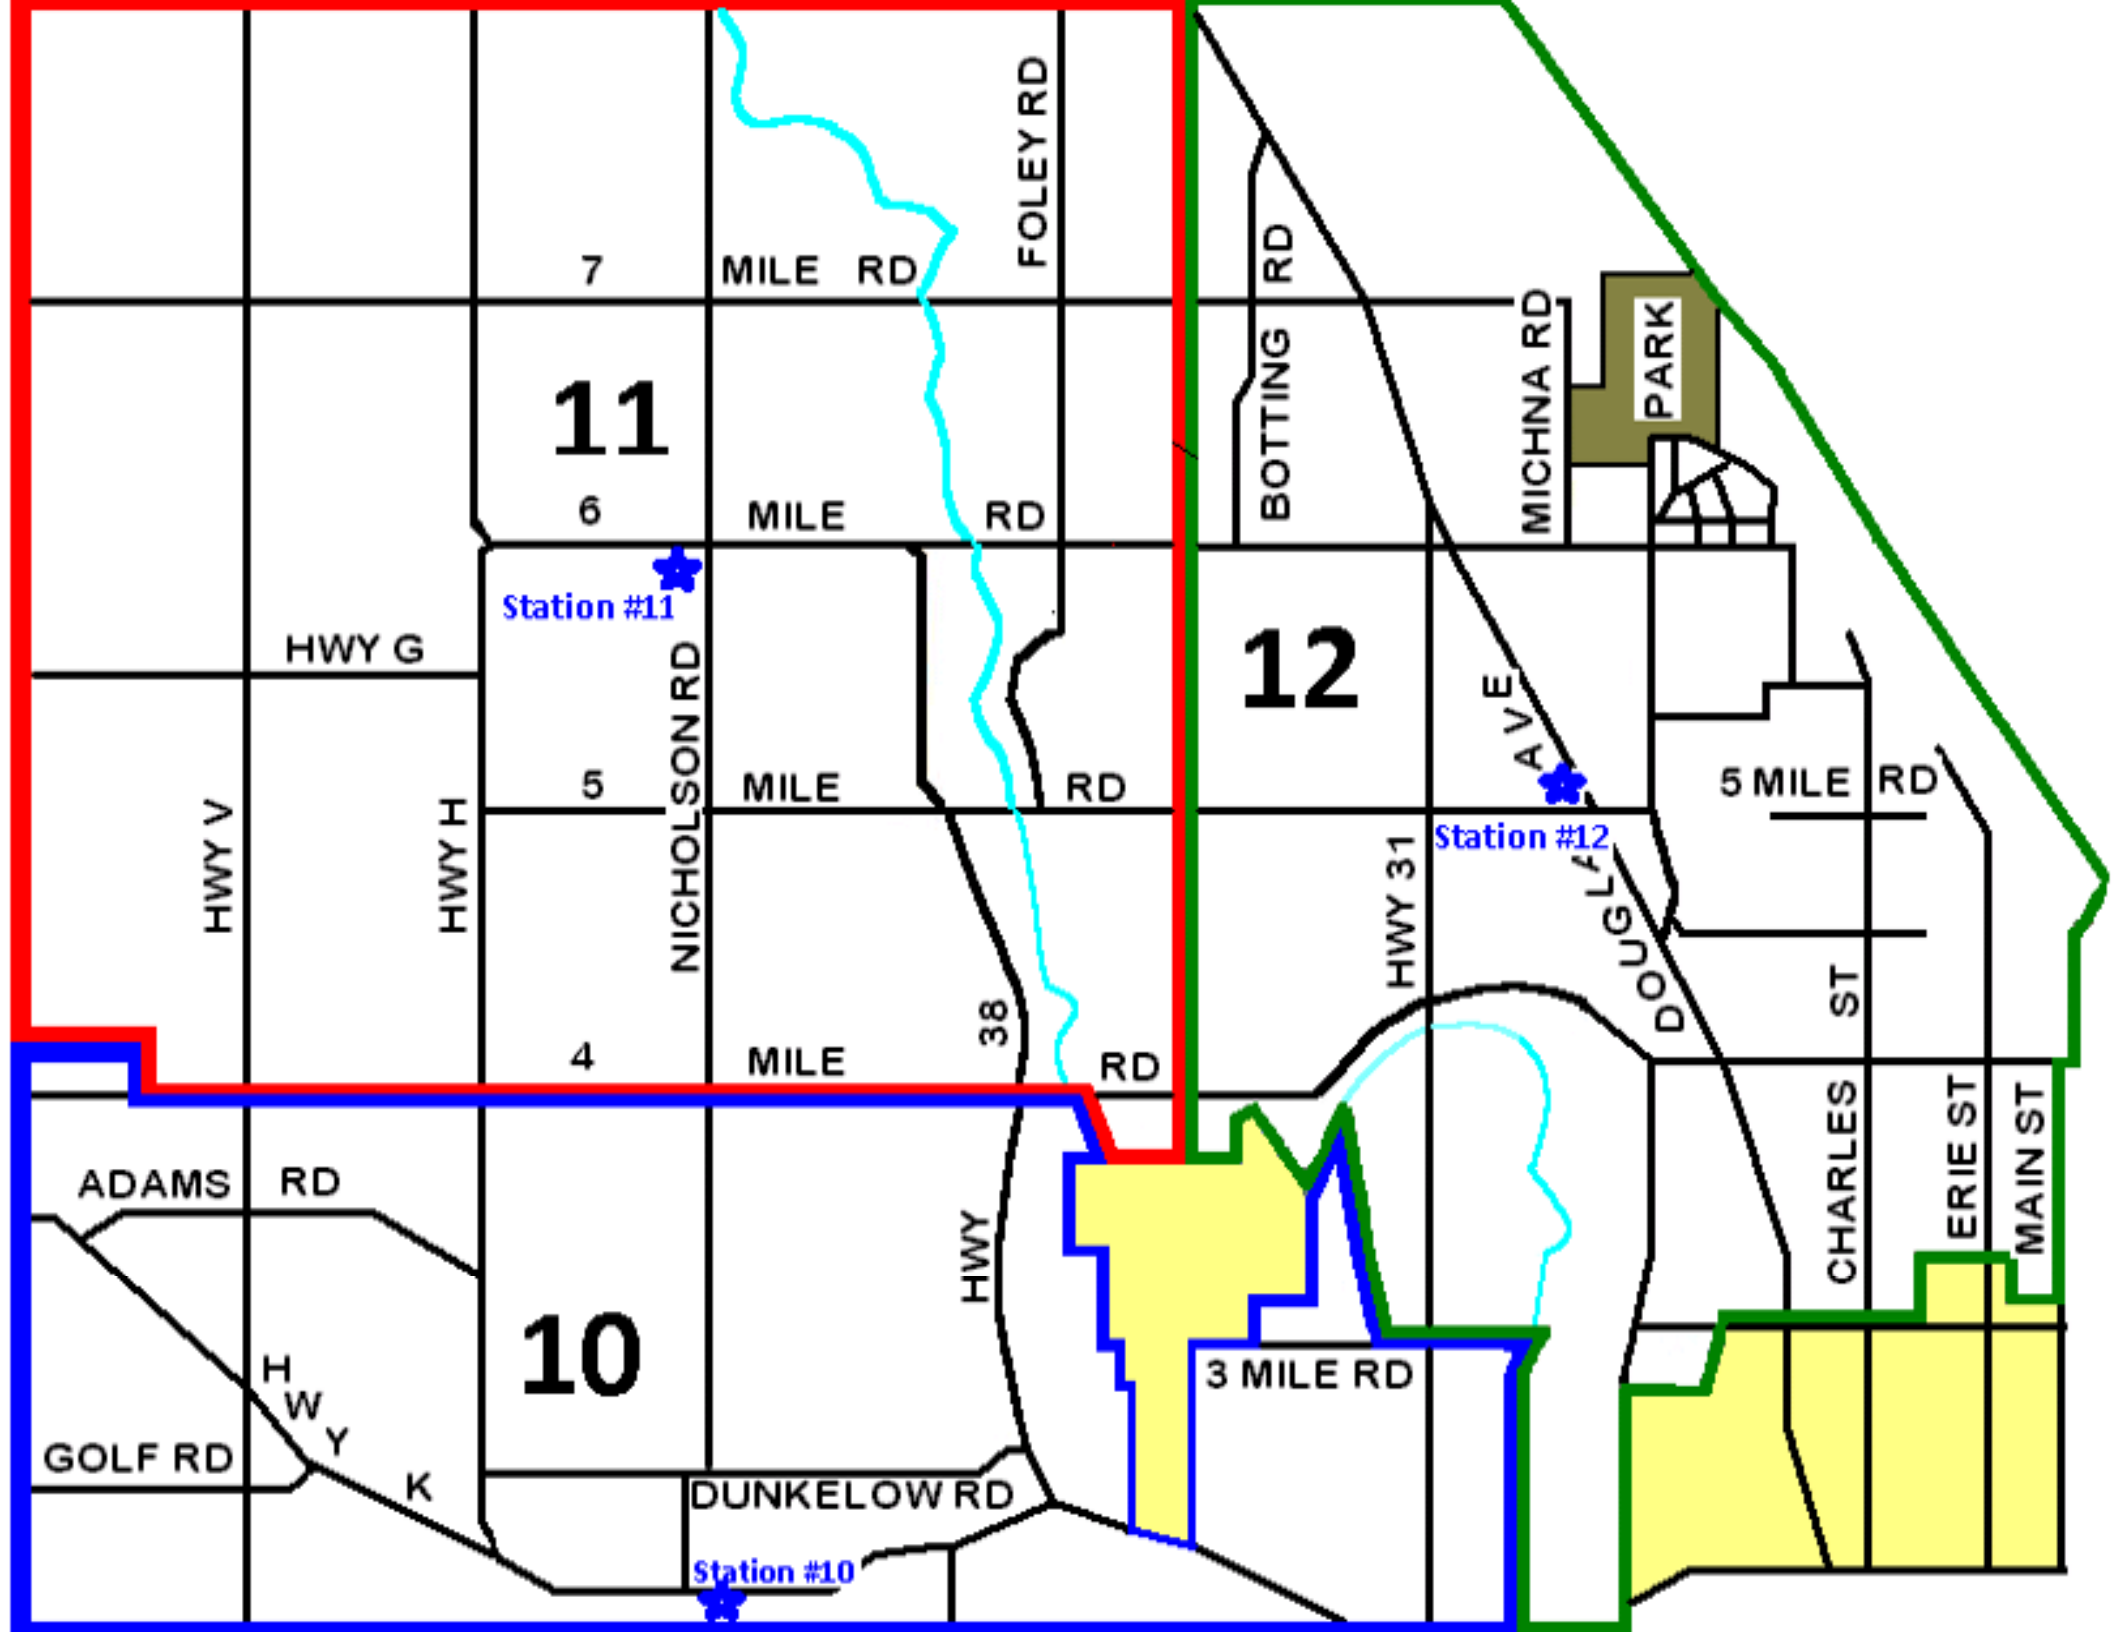 FOLEY RD
7 MILE RD
BOTTING RD
MICHNA RD
PARK
11
6 MILE RD
Station #11
HWY G
NICHOLSON RD
12
AVE
5 MILE RD
5 MILE RD
HWY V
HWY H
Station #12
HWY 31
DOUGLA
38
4 MILE RD
CHARLES ST
ERIE ST
MAIN ST
ADAMS RD
HWY
10
3 MILE RD
HWY K
GOLF RD
DUNKELOW RD
Station #10